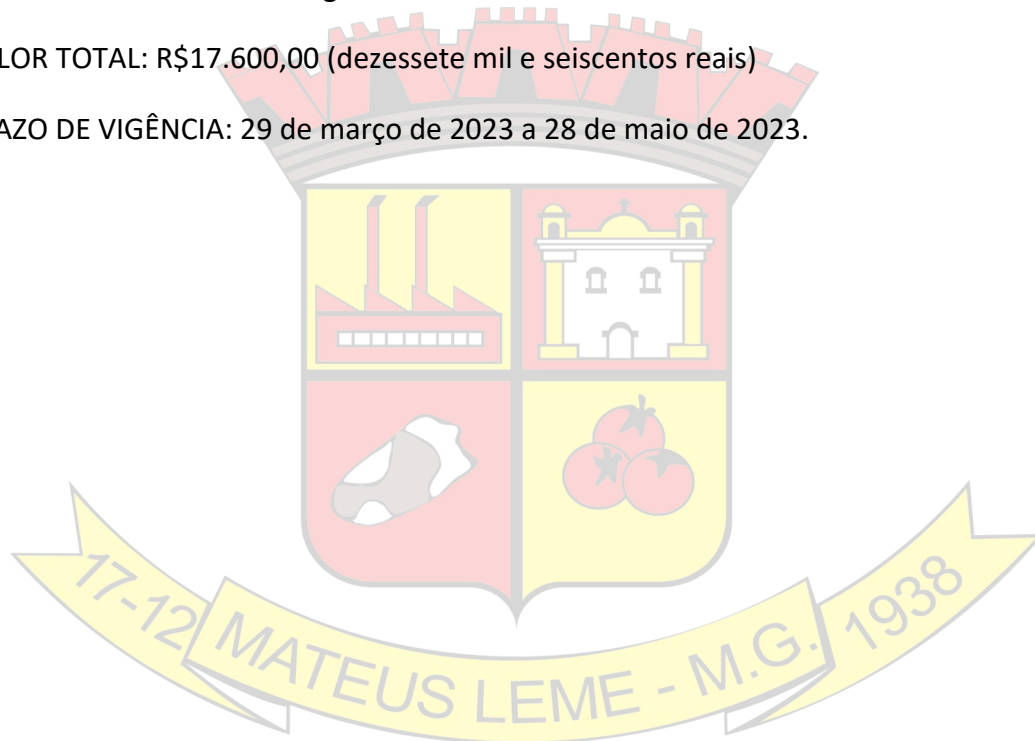 LOR TOTAL: R$17.600,00 (dezessete mil e seiscentos reais)
AZO DE VIGÊNCIA: 29 de março de 2023 a 28 de maio de 2023.
17-12 MATEUS LEME - M.G. 1938